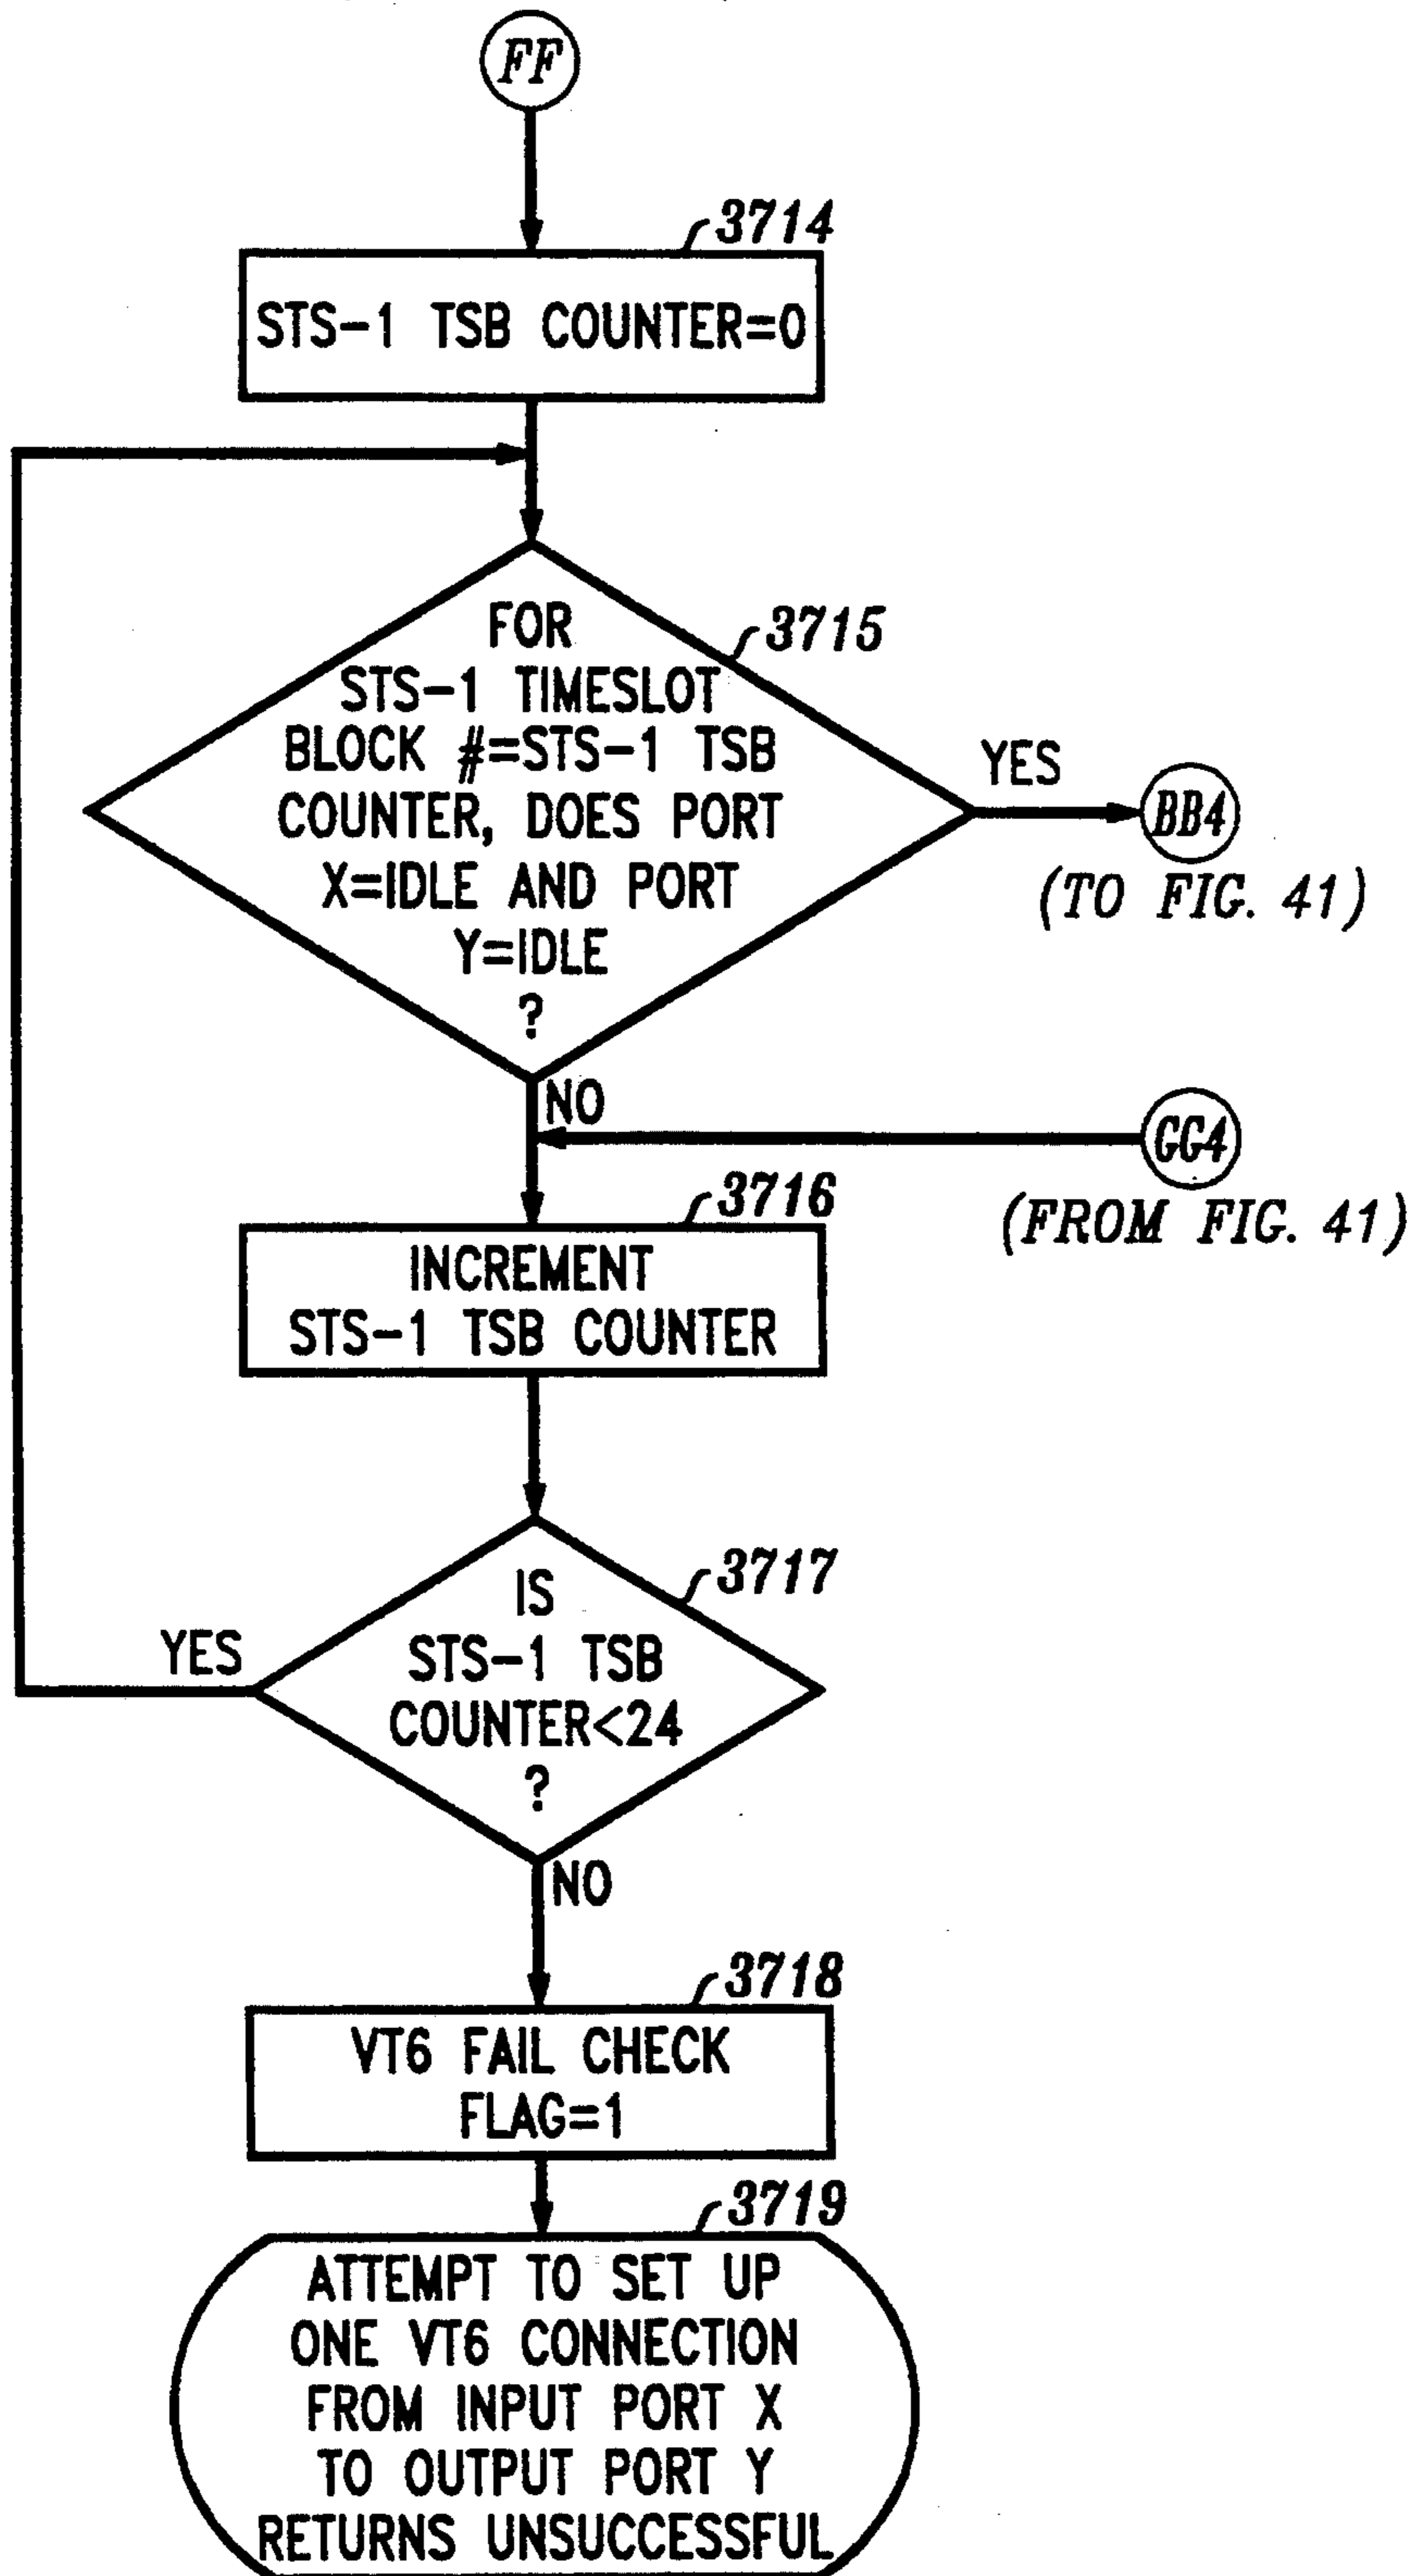 FF
3714
STS-1 TSB COUNTER=0
3715
FOR
STS-1 TIMESLOT
BLOCK #=STS-1 TSB
COUNTER, DOES PORT
X=IDLE AND PORT
Y=IDLE
?
YES
BB4
(TO FIG. 41)
NO
GG4
(FROM FIG. 41)
3716
INCREMENT
STS-1 TSB COUNTER
3717
IS
STS-1 TSB
COUNTER<24
?
YES
NO
3718
VT6 FAIL CHECK
FLAG=1
3719
ATTEMPT TO SET UP
ONE VT6 CONNECTION
FROM INPUT PORT X
TO OUTPUT PORT Y
RETURNS UNSUCCESSFUL